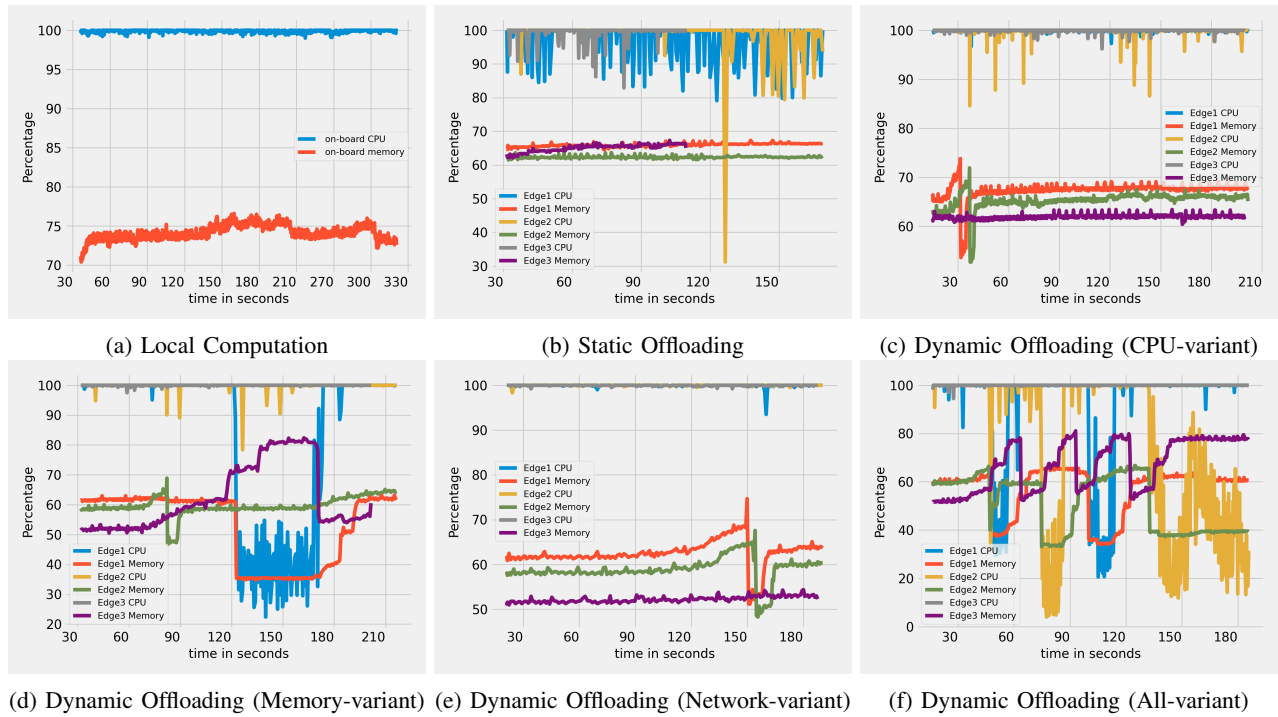 100
95
90
85
80
75
70
Percentage
on-board CPU
on-board memory
30 60 90 120 150 180 210 240 270 300 330
time in seconds
(a) Local Computation
100
90
80
70
60
50
40
30
Percentage
Edge1 CPU
Edge1 Memory
Edge2 CPU
Edge2 Memory
Edge3 CPU
Edge3 Memory
30 60 90 120 150
time in seconds
(b) Static Offloading
100
90
80
70
60
Percentage
Edge1 CPU
Edge1 Memory
Edge2 CPU
Edge2 Memory
Edge3 CPU
Edge3 Memory
30 60 90 120 150 180 210
time in seconds
(c) Dynamic Offloading (CPU-variant)
100
90
80
70
60
50
40
30
20
Percentage
Edge1 CPU
Edge1 Memory
Edge2 CPU
Edge2 Memory
Edge3 CPU
Edge3 Memory
30 60 90 120 150 180 210
time in seconds
(d) Dynamic Offloading (Memory-variant)
100
90
80
70
60
50
Percentage
Edge1 CPU
Edge1 Memory
Edge2 CPU
Edge2 Memory
Edge3 CPU
Edge3 Memory
30 60 90 120 150 180
time in seconds
(e) Dynamic Offloading (Network-variant)
100
80
60
40
20
0
Percentage
Edge1 CPU
Edge1 Memory
Edge2 CPU
Edge2 Memory
Edge3 CPU
Edge3 Memory
30 60 90 120 150 180
time in seconds
(f) Dynamic Offloading (All-variant)